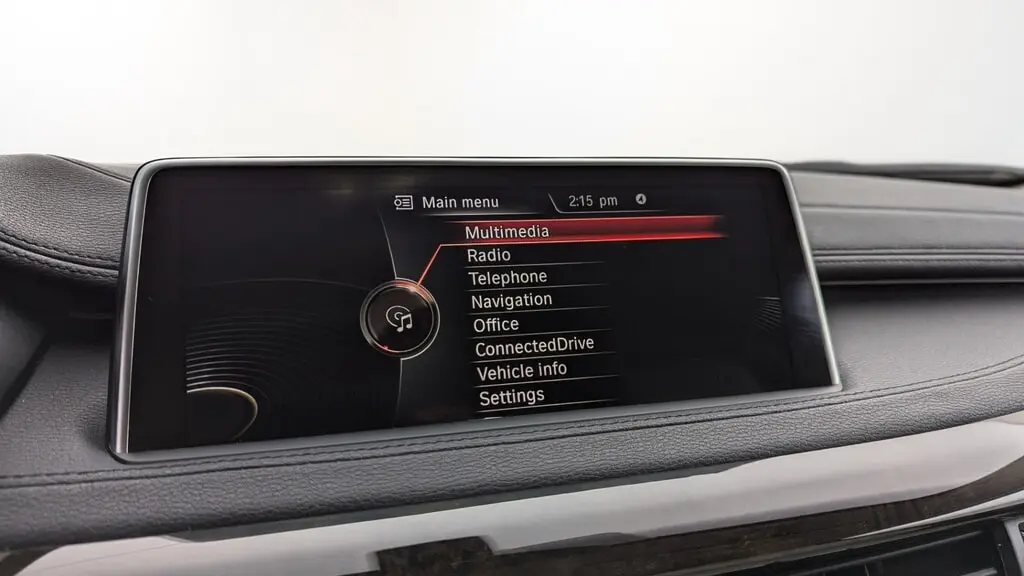 Main menu 2:15 pm
Multimedia
Radio
Telephone
Navigation
Office
ConnectedDrive
Vehicle info
Settings